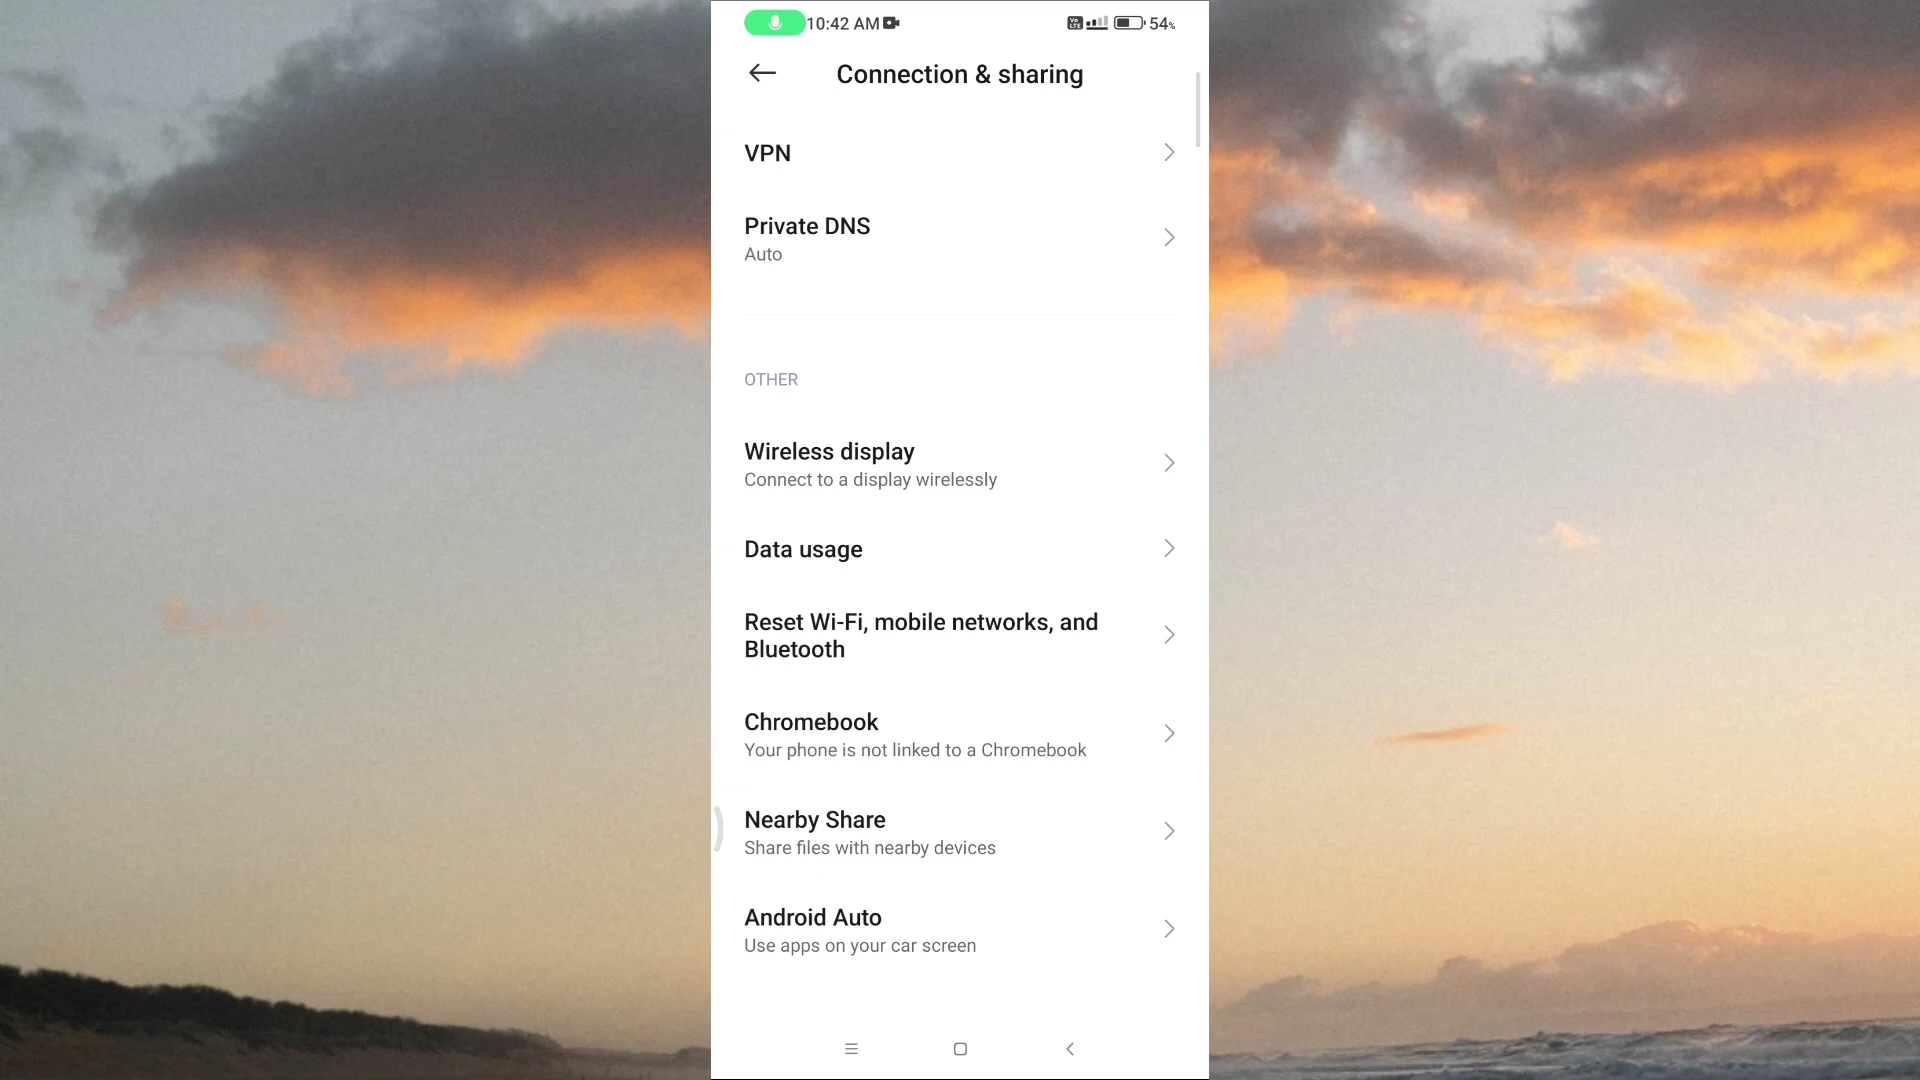 10:42 AM 54%
Connection & sharing
VPN
Private DNS
Auto
OTHER
Wireless display
Connect to a display wirelessly
Data usage
Reset Wi-Fi, mobile networks, and
Bluetooth
Chromebook
Your phone is not linked to a Chromebook
Nearby Share
Share files with nearby devices
Android Auto
Use apps on your car screen